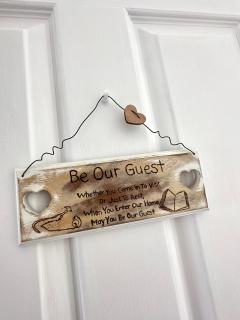 Be Our Guest
Whether You Come In To Visit
Or Just To Rest,
When You Enter Our Home
May You Be Our Guest